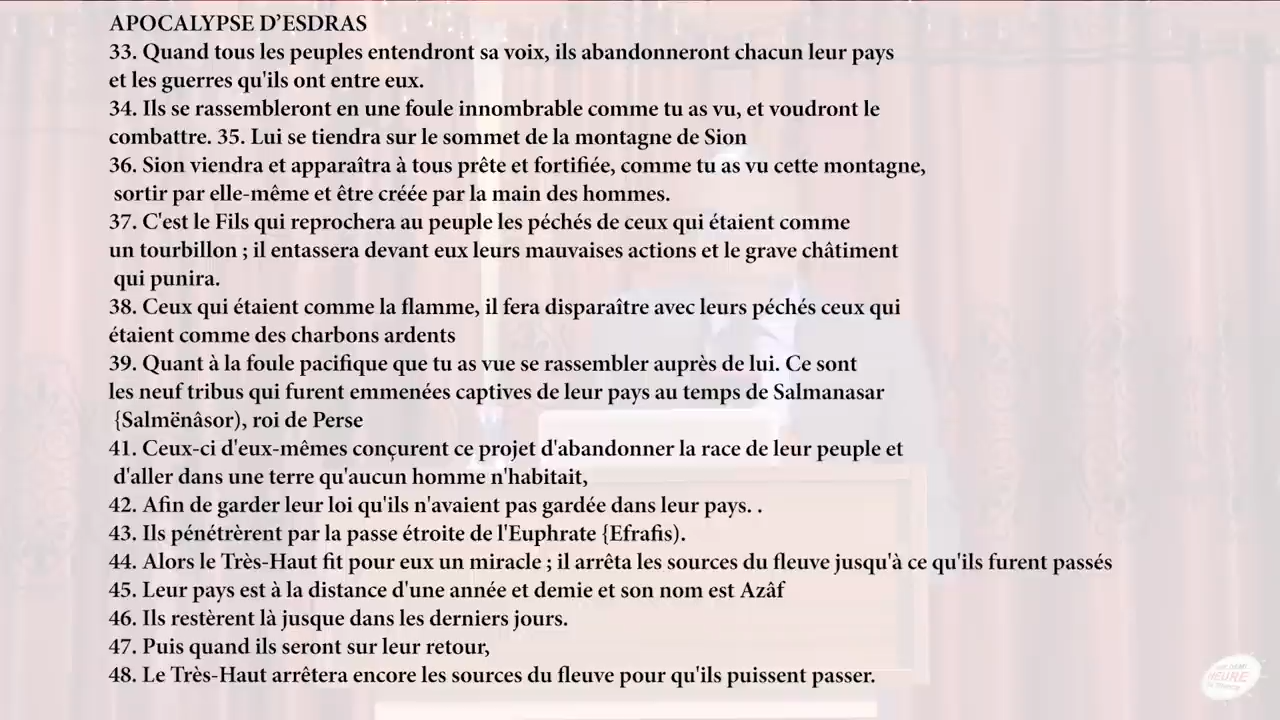 APOCALYPSE D’ESDRAS
33. Quand tous les peuples entendront sa voix, ils abandonneront chacun leur pays
et les guerres qu'ils ont entre eux.
34. Ils se rassembleront en une foule innombrable comme tu as vu, et voudront le
combattre. 35. Lui se tiendra sur le sommet de la montagne de Sion
36. Sion viendra et apparaîtra à tous prête et fortifiée, comme tu as vu cette montagne,
sortir par elle-même et être créée par la main des hommes.
37. C'est le Fils qui reprochera au peuple les péchés de ceux qui étaient comme
un tourbillon ; il entassera devant eux leurs mauvaises actions et le grave châtiment
qui punira.
38. Ceux qui étaient comme la flamme, il fera disparaître avec leurs péchés ceux qui
étaient comme des charbons ardents
39. Quant à la foule pacifique que tu as vue se rassembler auprès de lui. Ce sont
les neuf tribus qui furent emmenées captives de leur pays au temps de Salmanasar
{Salmënâsor), roi de Perse
41. Ceux-ci d'eux-mêmes conçurent ce projet d'abandonner la race de leur peuple et
d'aller dans une terre qu'aucun homme n'habitait,
42. Afin de garder leur loi qu'ils n'avaient pas gardée dans leur pays. .
43. Ils pénétrèrent par la passe étroite de l'Euphrate {Efrafis).
44. Alors le Très-Haut fit pour eux un miracle ; il arrêta les sources du fleuve jusqu'à ce qu'ils furent passés
45. Leur pays est à la distance d'une année et demie et son nom est Azâf
46. Ils restèrent là jusque dans les derniers jours.
47. Puis quand ils seront sur leur retour,
48. Le Très-Haut arrêtera encore les sources du fleuve pour qu'ils puissent passer.
HEURE